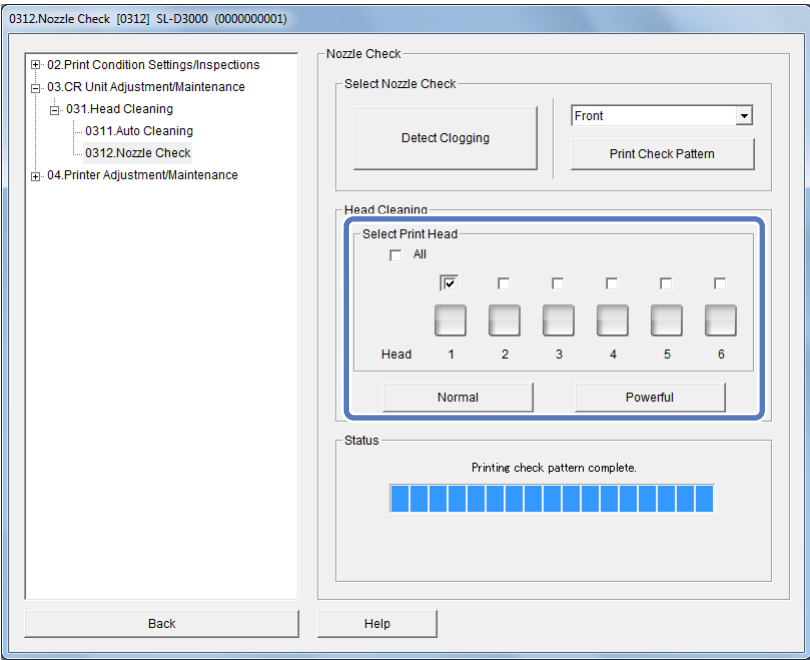 0312.Nozzle Check [0312] SL-D3000 (0000000001)
02.Print Condition Settings/Inspections
03.CR Unit Adjustment/Maintenance
031.Head Cleaning
0311.Auto Cleaning
0312.Nozzle Check
04.Printer Adjustment/Maintenance
Back
Nozzle Check
Select Nozzle Check
Detect Clogging
Front
Print Check Pattern
Head Cleaning
Select Print Head
All
Head 1 2 3 4 5 6
Normal Powerful
Status
Printing check pattern complete.
Help